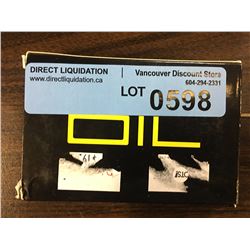 DIRECT LIQUIDATION
www.directliquidation.ca
Vancouver Discount Store
604-294-2331
LOT 0598
OIL